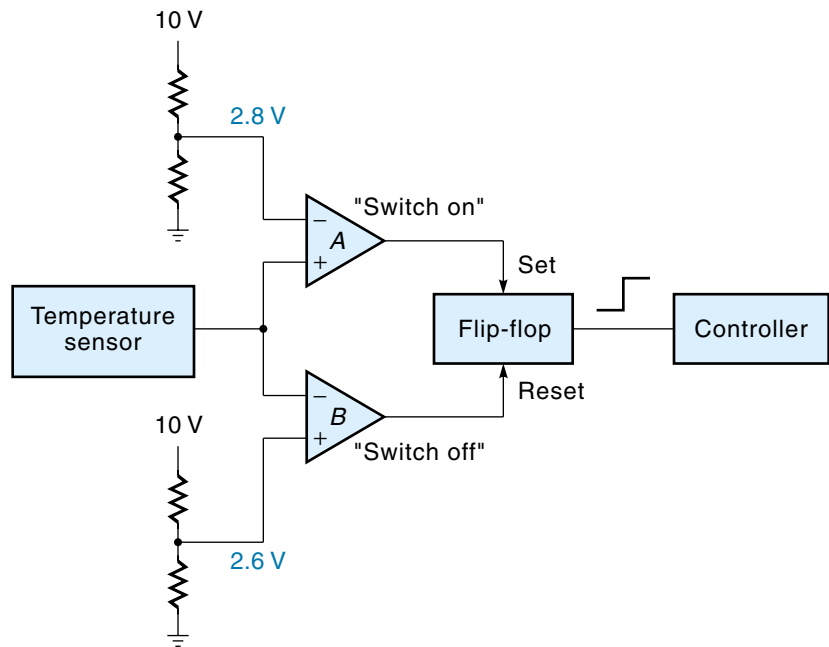 10 V
2.8 V
"Switch on"
−
A
+
Set
Temperature
sensor
Flip-flop
Controller
−
B
+
Reset
10 V
"Switch off"
2.6 V